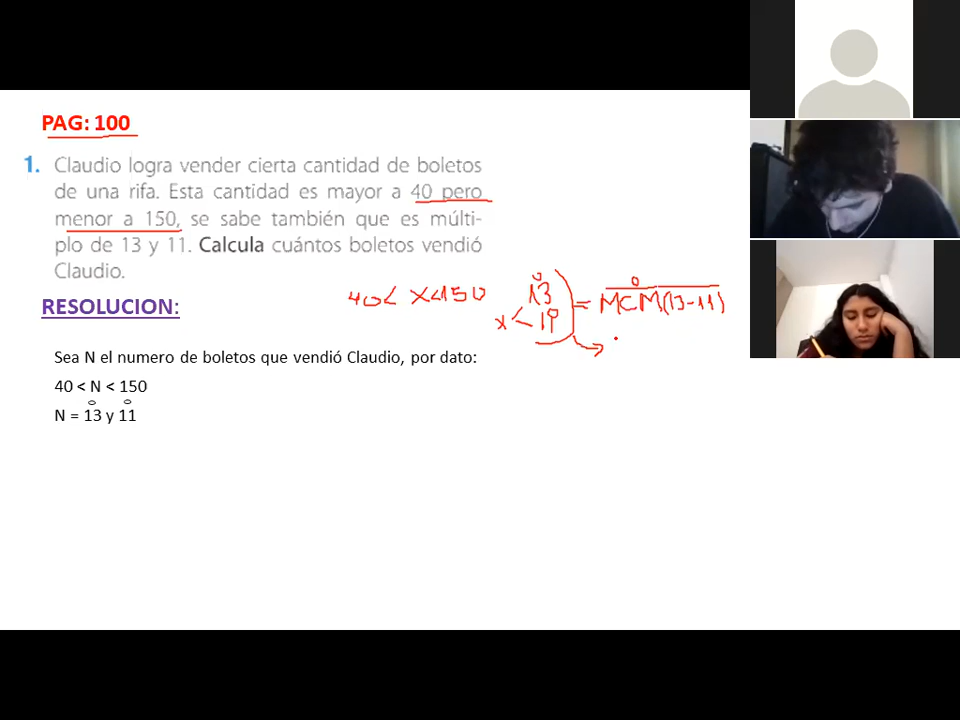 PAG: 100
1. Claudio logra vender cierta cantidad de boletos
de una rifa. Esta cantidad es mayor a 40 pero
menor a 150, se sabe también que es múlti-
plo de 13 y 11. Calcula cuántos boletos vendió
Claudio.
RESOLUCION:
40< X<150
x < 13
11
= MCM(13-11)
Sea N el numero de boletos que vendió Claudio, por dato:
40 < N < 150
N = 13 y 11